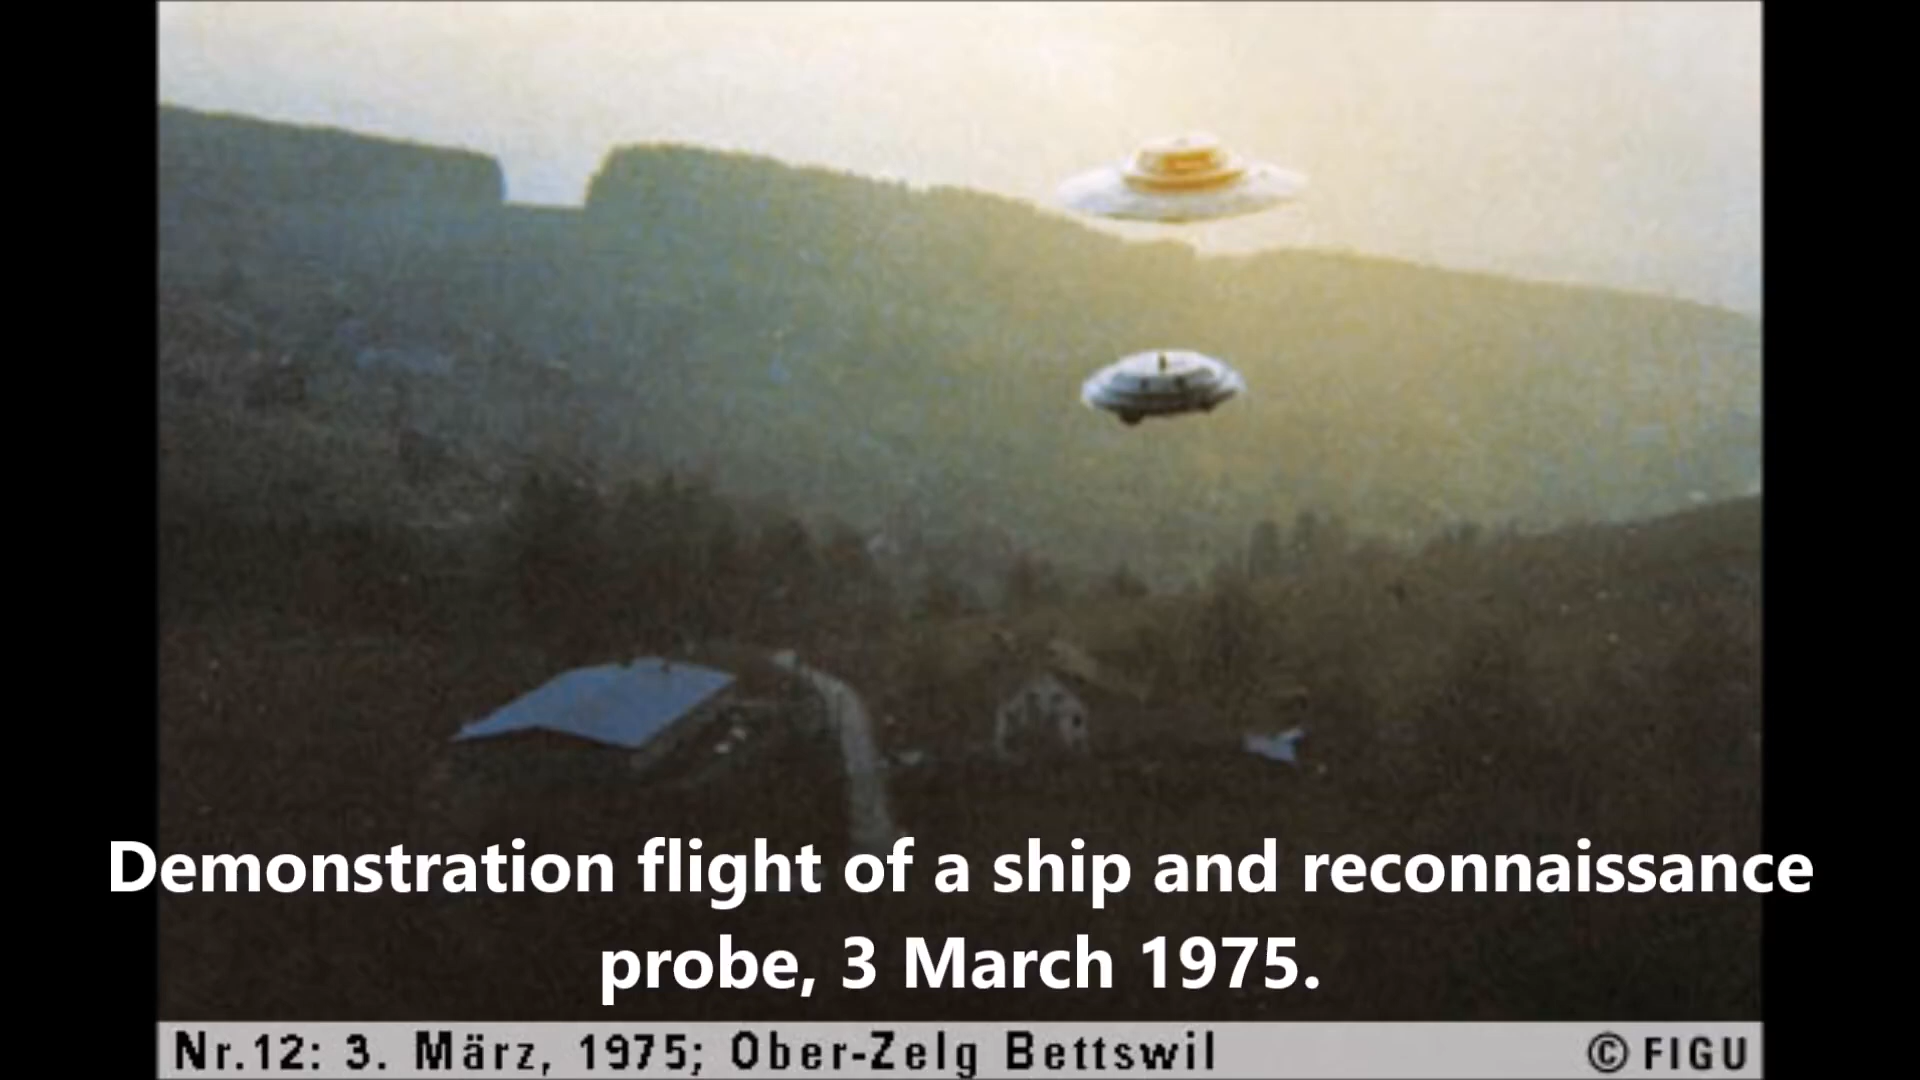 Demonstration flight of a ship and reconnaissance
probe, 3 March 1975.
Nr.12: 3. März, 1975; Ober-Zelg Bettswil © FIGU